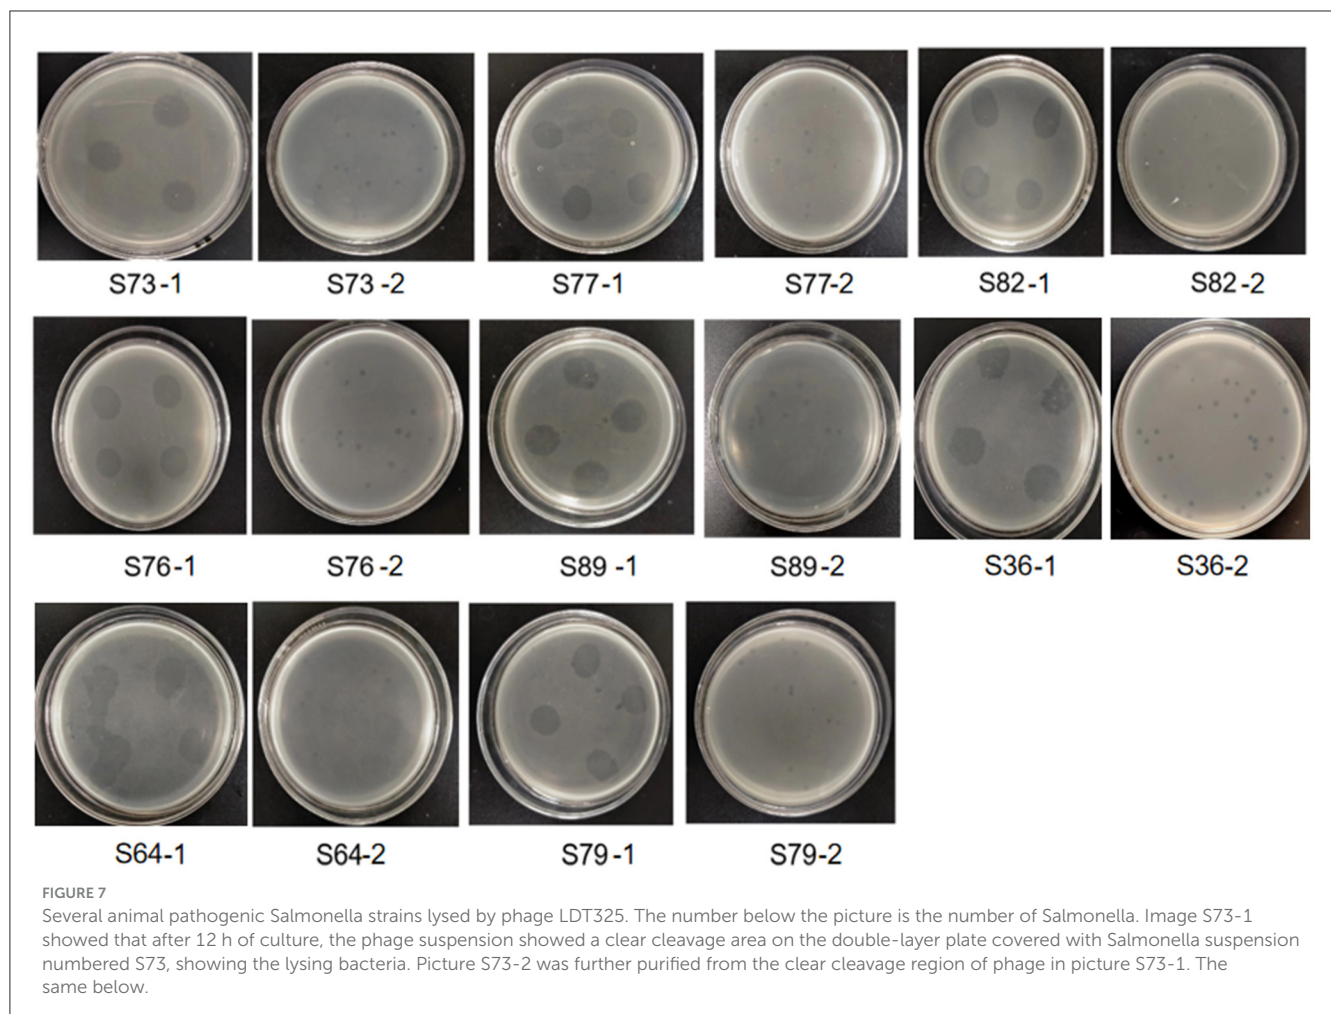 S73-1 S73-2 S77-1 S77-2 S82-1 S82-2
S76-1 S76-2 S89-1 S89-2 S36-1 S36-2
S64-1 S64-2 S79-1 S79-2
FIGURE 7
Several animal pathogenic Salmonella strains lysed by phage LDT325. The number below the picture is the number of Salmonella. Image S73-1
showed that after 12 h of culture, the phage suspension showed a clear cleavage area on the double-layer plate covered with Salmonella suspension
numbered S73, showing the lysing bacteria. Picture S73-2 was further purified from the clear cleavage region of phage in picture S73-1. The
same below.